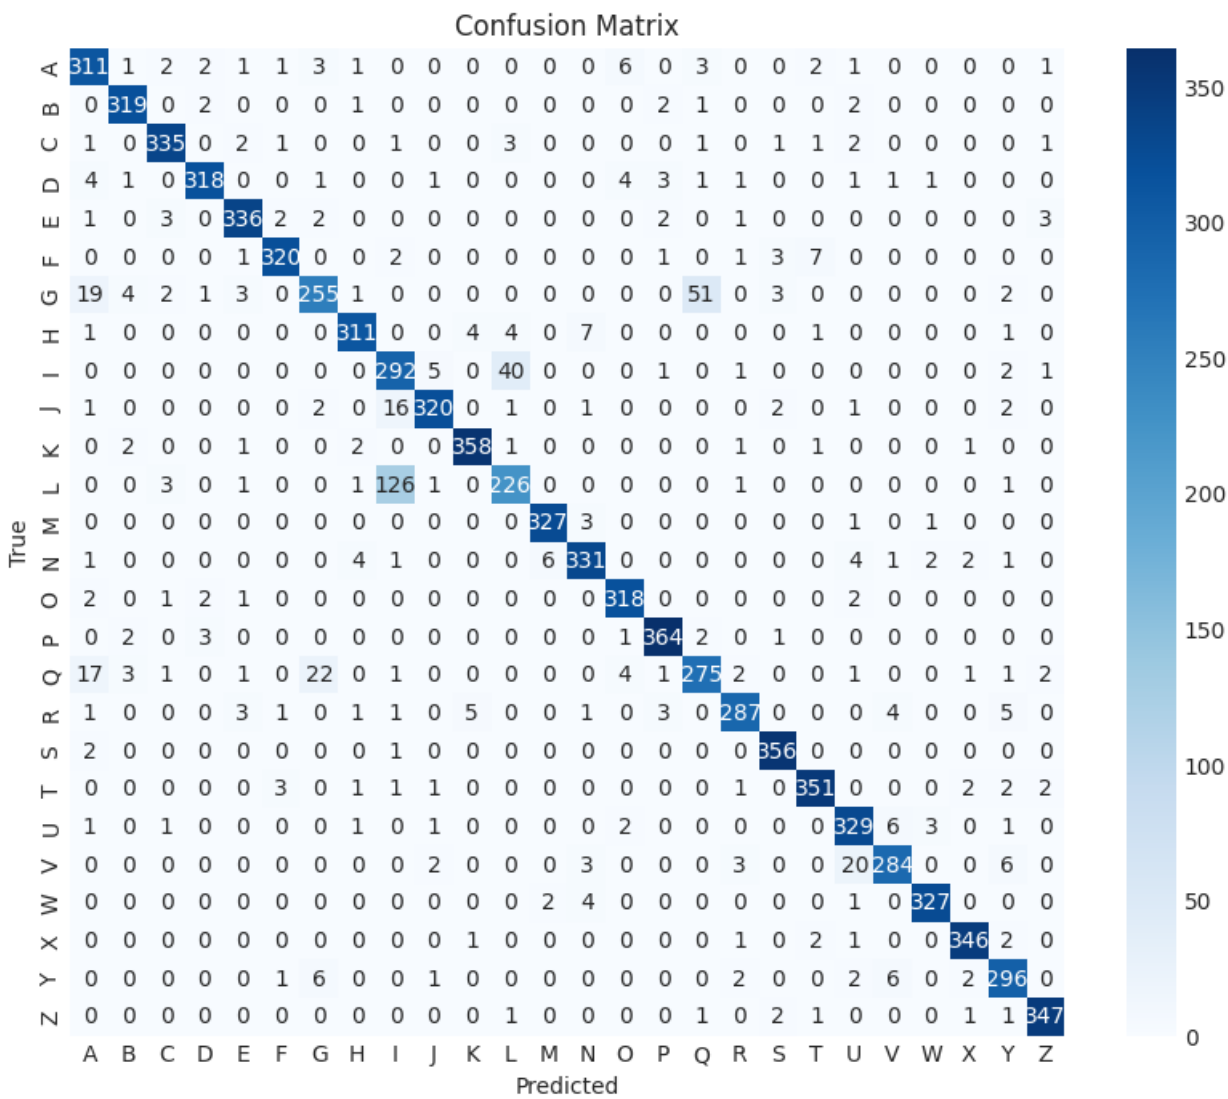 Confusion Matrix
A 311 1 2 2 1 1 3 1 0 0 0 0 0 0 6 0 3 0 0 2 1 0 0 0 0 1
B 0 319 0 2 0 0 0 1 0 0 0 0 0 0 0 2 1 0 0 0 2 0 0 0 0 0
C 1 0 335 0 2 1 0 0 1 0 0 3 0 0 0 0 1 0 1 1 2 0 0 0 0 1
D 4 1 0 318 0 0 1 0 0 1 0 0 0 0 4 3 1 1 0 0 1 1 1 0 0 0
E 1 0 3 0 336 2 2 0 0 0 0 0 0 0 0 2 0 1 0 0 0 0 0 0 0 3
F 0 0 0 0 1 320 0 0 2 0 0 0 0 0 0 1 0 1 3 7 0 0 0 0 0 0
G 19 4 2 1 3 0 255 1 0 0 0 0 0 0 0 0 51 0 3 0 0 0 0 0 2 0
H 1 0 0 0 0 0 0 311 0 0 4 4 0 7 0 0 0 0 0 1 0 0 0 0 1 0
I 0 0 0 0 0 0 0 0 292 5 0 40 0 0 0 1 0 1 0 0 0 0 0 0 2 1
J 1 0 0 0 0 0 2 0 16 320 0 1 0 1 0 0 0 0 2 0 1 0 0 0 2 0
K 0 2 0 0 1 0 0 2 0 0 358 1 0 0 0 0 0 1 0 1 0 0 0 1 0 0
L 0 0 3 0 1 0 0 1 126 1 0 226 0 0 0 0 0 1 0 0 0 0 0 0 1 0
M 0 0 0 0 0 0 0 0 0 0 0 0 327 3 0 0 0 0 0 0 1 0 1 0 0 0
N 1 0 0 0 0 0 0 4 1 0 0 0 6 331 0 0 0 0 0 0 4 1 2 2 1 0
O 2 0 1 2 1 0 0 0 0 0 0 0 0 0 318 0 0 0 0 0 2 0 0 0 0 0
P 0 2 0 3 0 0 0 0 0 0 0 0 0 0 1 364 2 0 1 0 0 0 0 0 0 0
Q 17 3 1 0 1 0 22 0 1 0 0 0 0 0 4 1 275 2 0 0 1 0 0 1 1 2
R 1 0 0 0 3 1 0 1 1 0 5 0 0 1 0 3 0 287 0 0 0 4 0 0 5 0
S 2 0 0 0 0 0 0 0 1 0 0 0 0 0 0 0 0 0 356 0 0 0 0 0 0 0
T 0 0 0 0 0 3 0 1 1 1 0 0 0 0 0 0 0 1 0 351 0 0 0 2 2 2
U 1 0 1 0 0 0 0 1 0 1 0 0 0 0 2 0 0 0 0 0 329 6 3 0 1 0
V 0 0 0 0 0 0 0 0 0 2 0 0 0 3 0 0 0 3 0 0 20 284 0 0 6 0
W 0 0 0 0 0 0 0 0 0 0 0 0 2 4 0 0 0 0 0 0 1 0 327 0 0 0
X 0 0 0 0 0 0 0 0 0 0 1 0 0 0 0 0 0 1 0 2 1 0 0 346 2 0
Y 0 0 0 0 0 1 6 0 0 1 0 0 0 0 0 0 0 2 0 0 2 6 0 2 296 0
Z 0 0 0 0 0 0 0 0 0 0 0 1 0 0 0 0 1 0 2 1 0 0 0 1 1 347
A B C D E F G H I J K L M N O P Q R S T U V W X Y Z
Predicted
True
350
300
250
200
150
100
50
0